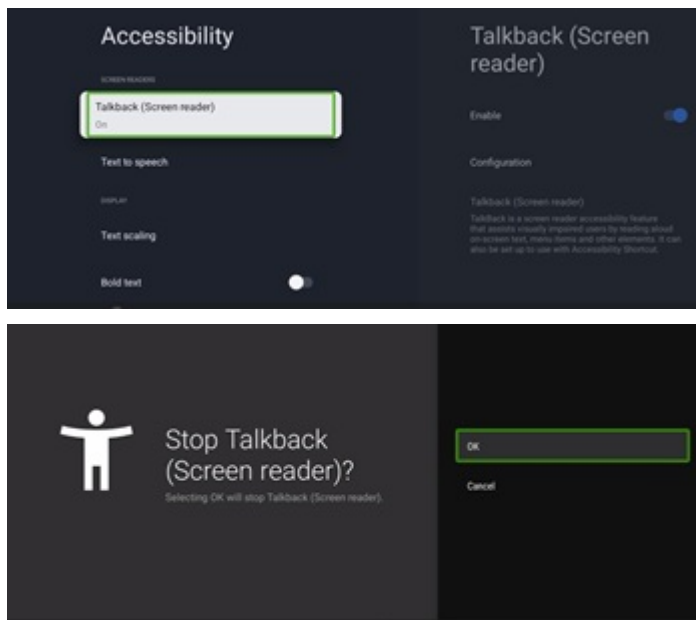 Accessibility
SCREEN READERS
Talkback (Screen reader)
On
Text to speech
DISPLAY
Text scaling
Bold text
Talkback (Screen
reader)
Enable
Configuration
Talkback (Screen reader)
TalkBack is a screen reader accessibility feature
that assists visually impaired users by reading aloud
on-screen text, menu items and other elements. It can
also be set up to use with Accessibility Shortcut.
Stop Talkback
(Screen reader)?
Selecting OK will stop Talkback (Screen reader).
OK
Cancel